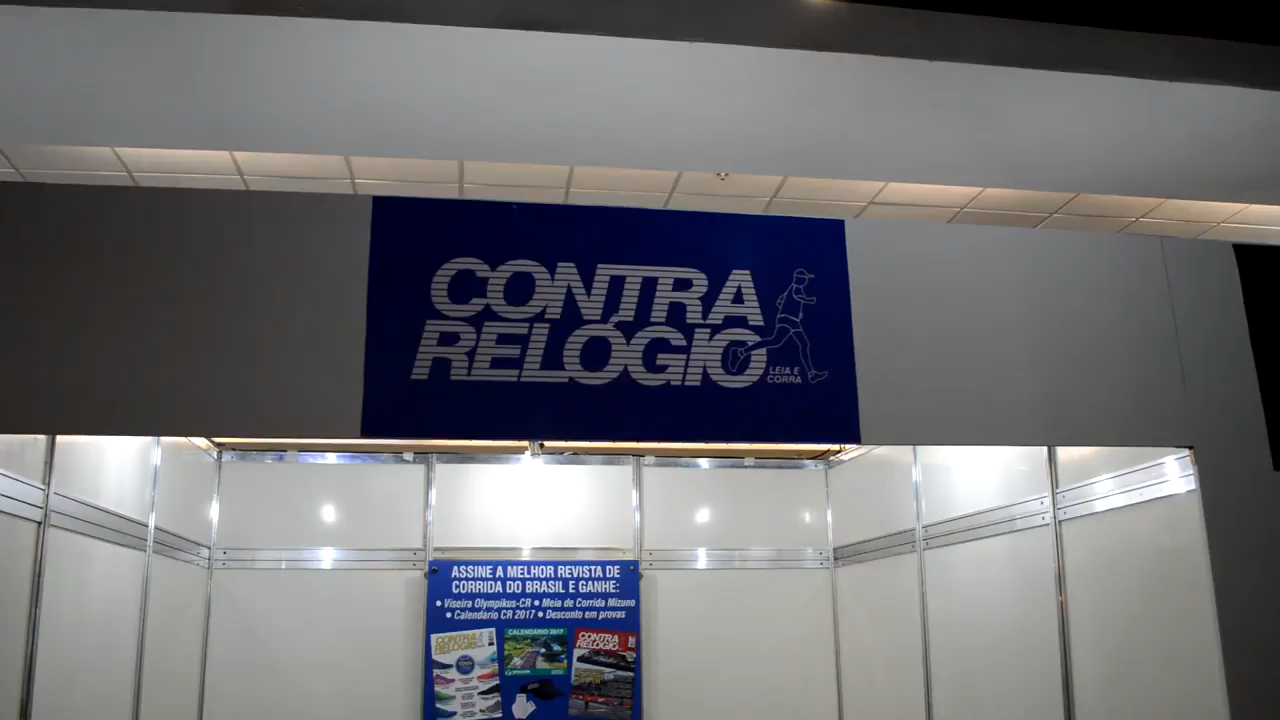 CONTRA
RELÓGIO
LEIA E
CORRA
ASSINE A MELHOR REVISTA DE
CORRIDA DO BRASIL E GANHE:
• Viseira Olympikus-CR • Meia de Corrida Mizuno
• Calendário CR 2017 • Desconto em provas
CONTRA
RELÓGIO
CALENDÁRIO 2017
CONTRA
RELÓGIO